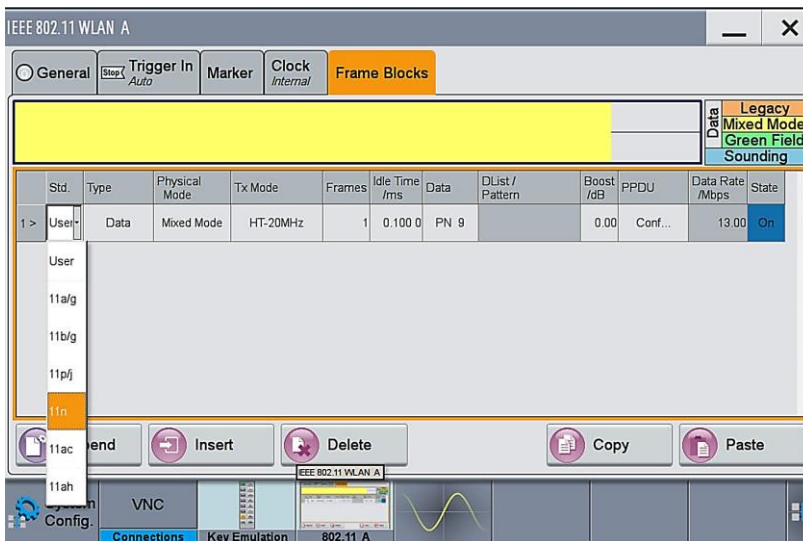 IEEE 802.11 WLAN A
General
Stop
Trigger In
Auto
Marker
Clock
Internal
Frame Blocks
Data
Legacy
Mixed Mode
Green Field
Sounding
Std.
Type
Physical
Mode
Tx Mode
Frames
Idle Time
/ms
Data
DList /
Pattern
Boost
/dB
PPDU
Data Rate
/Mbps
State
1 >
User
Data
Mixed Mode
HT-20MHz
1
0.100 0
PN 9
0.00
Conf...
13.00
On
User
11a/g
11b/g
11p/j
11n
11ac
11ah
end
Insert
Delete
Copy
Paste
IEEE 802.11 WLAN A
Config.
VNC
Connections
Key Emulation
802.11 A